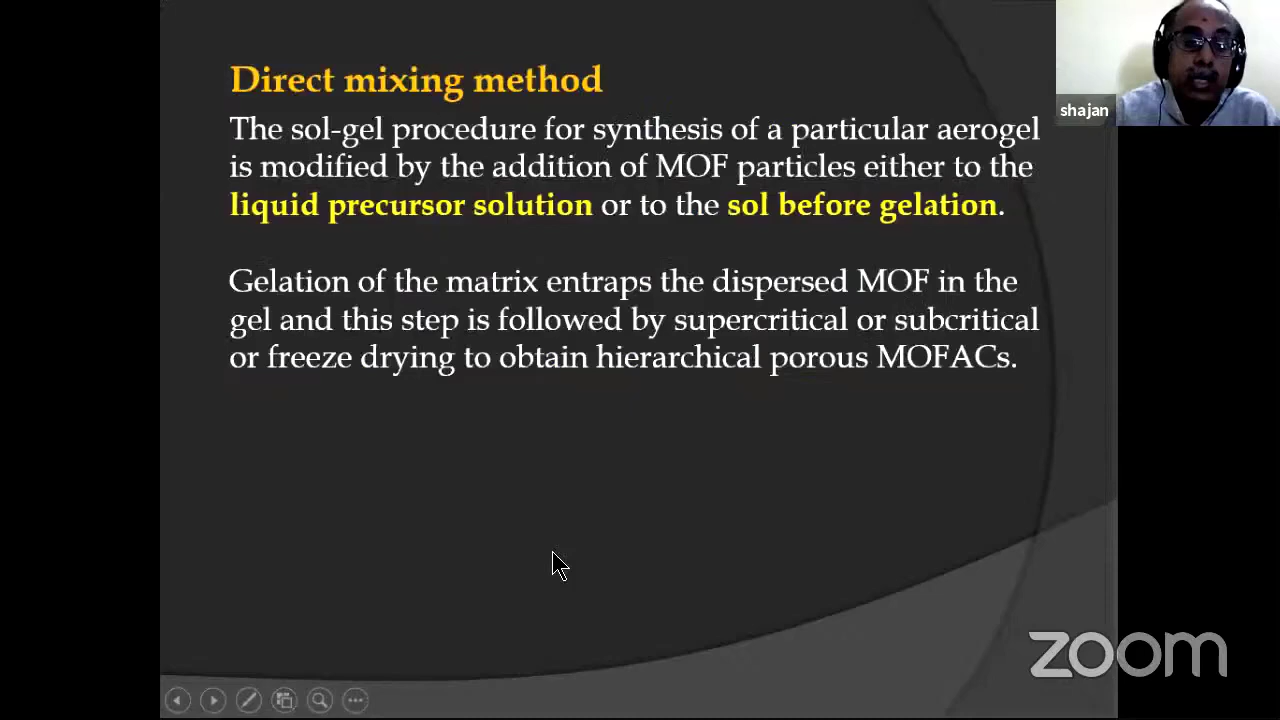 Direct mixing method
The sol-gel procedure for synthesis of a particular aerogel
is modified by the addition of MOF particles either to the
liquid precursor solution or to the sol before gelation.
Gelation of the matrix entraps the dispersed MOF in the
gel and this step is followed by supercritical or subcritical
or freeze drying to obtain hierarchical porous MOFACs.
shajan
zoom